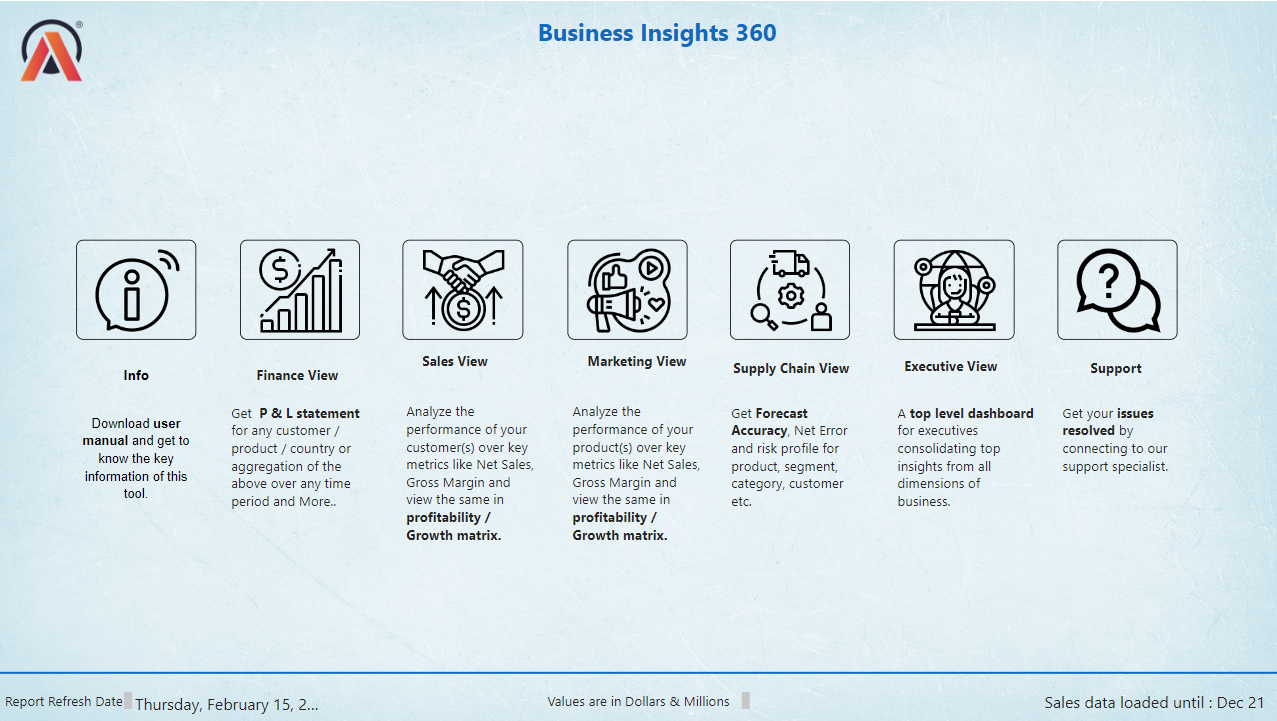 ®
Business Insights 360
Info
Download user
manual and get to
know the key
information of this
tool.
Finance View
Get P & L statement
for any customer /
product / country or
aggregation of the
above over any time
period and More..
Sales View
Analyze the
performance of your
customer(s) over key
metrics like Net Sales,
Gross Margin and
view the same in
profitability /
Growth matrix.
Marketing View
Analyze the
performance of your
product(s) over key
metrics like Net Sales,
Gross Margin and
view the same in
profitability /
Growth matrix.
Supply Chain View
Get Forecast
Accuracy, Net Error
and risk profile for
product, segment,
category, customer
etc.
Executive View
A top level dashboard
for executives
consolidating top
insights from all
dimensions of
business.
Support
Get your issues
resolved by
connecting to our
support specialist.
Report Refresh Date
Thursday, February 15, 2...
Values are in Dollars & Millions
Sales data loaded until : Dec 21